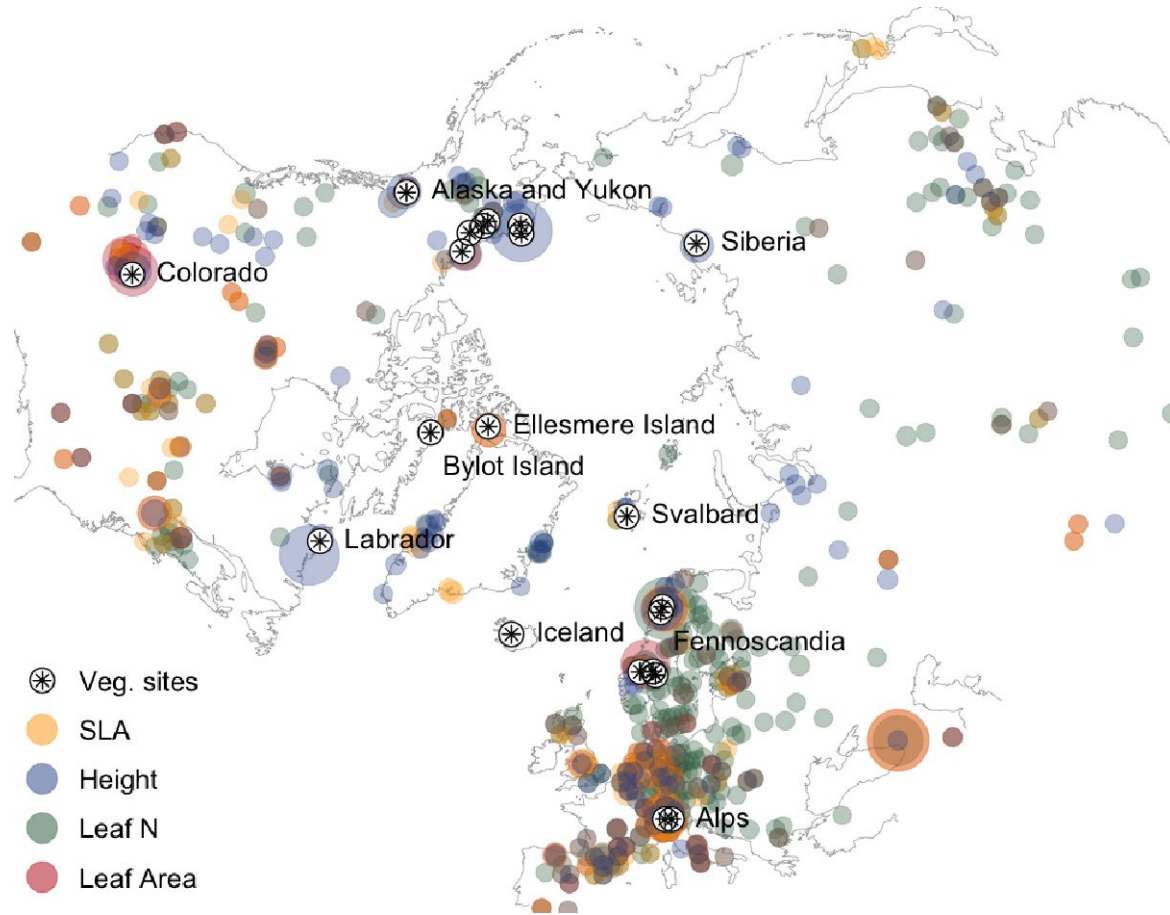 Alaska and Yukon
Siberia
Colorado
Ellesmere Island
Bylot Island
Svalbard
Labrador
Iceland
Fennoscandia
Alps
Veg. sites
SLA
Height
Leaf N
Leaf Area